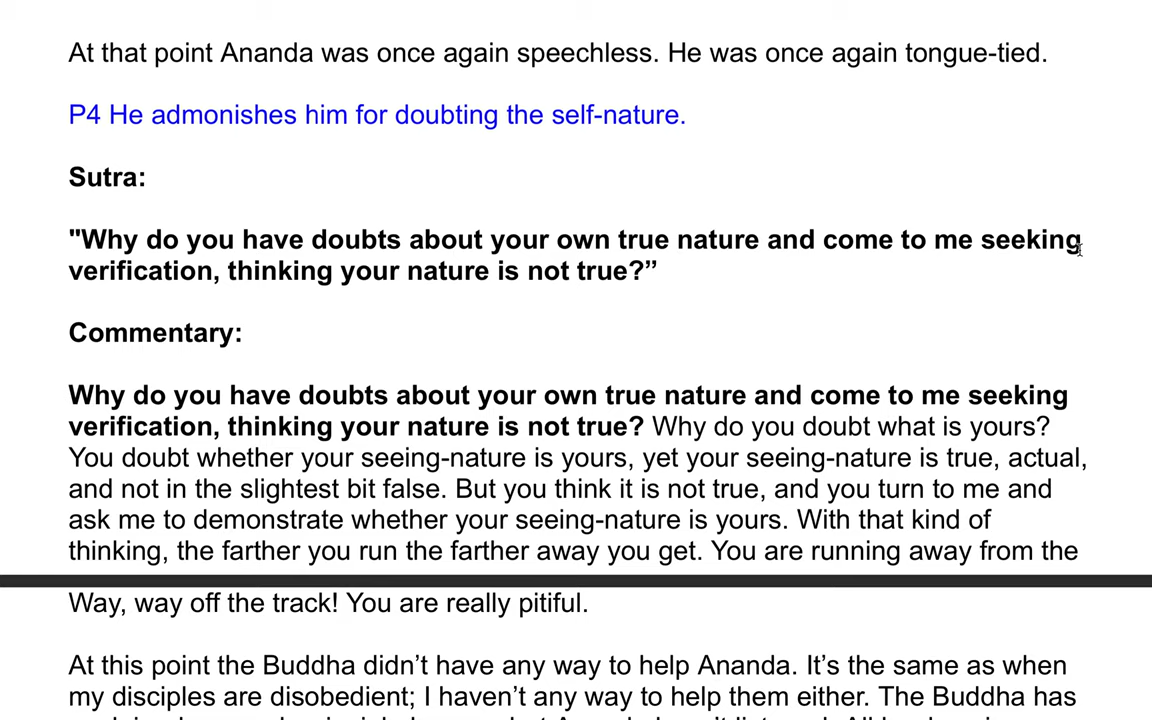 At that point Ananda was once again speechless. He was once again tongue-tied.
P4 He admonishes him for doubting the self-nature.
Sutra:
"Why do you have doubts about your own true nature and come to me seeking
verification, thinking your nature is not true?”
Commentary:
Why do you have doubts about your own true nature and come to me seeking
verification, thinking your nature is not true? Why do you doubt what is yours?
You doubt whether your seeing-nature is yours, yet your seeing-nature is true, actual,
and not in the slightest bit false. But you think it is not true, and you turn to me and
ask me to demonstrate whether your seeing-nature is yours. With that kind of
thinking, the farther you run the farther away you get. You are running away from the
Way, way off the track! You are really pitiful.
At this point the Buddha didn’t have any way to help Ananda. It’s the same as when
my disciples are disobedient; I haven’t any way to help them either. The Buddha has